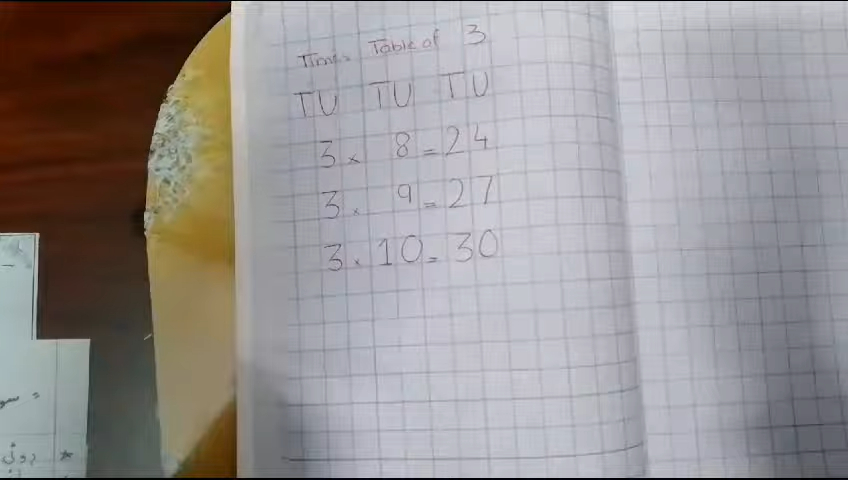 Times Table of 3
TU TU TU
3 × 8 = 24
3 × 9 = 27
3 × 10 = 30